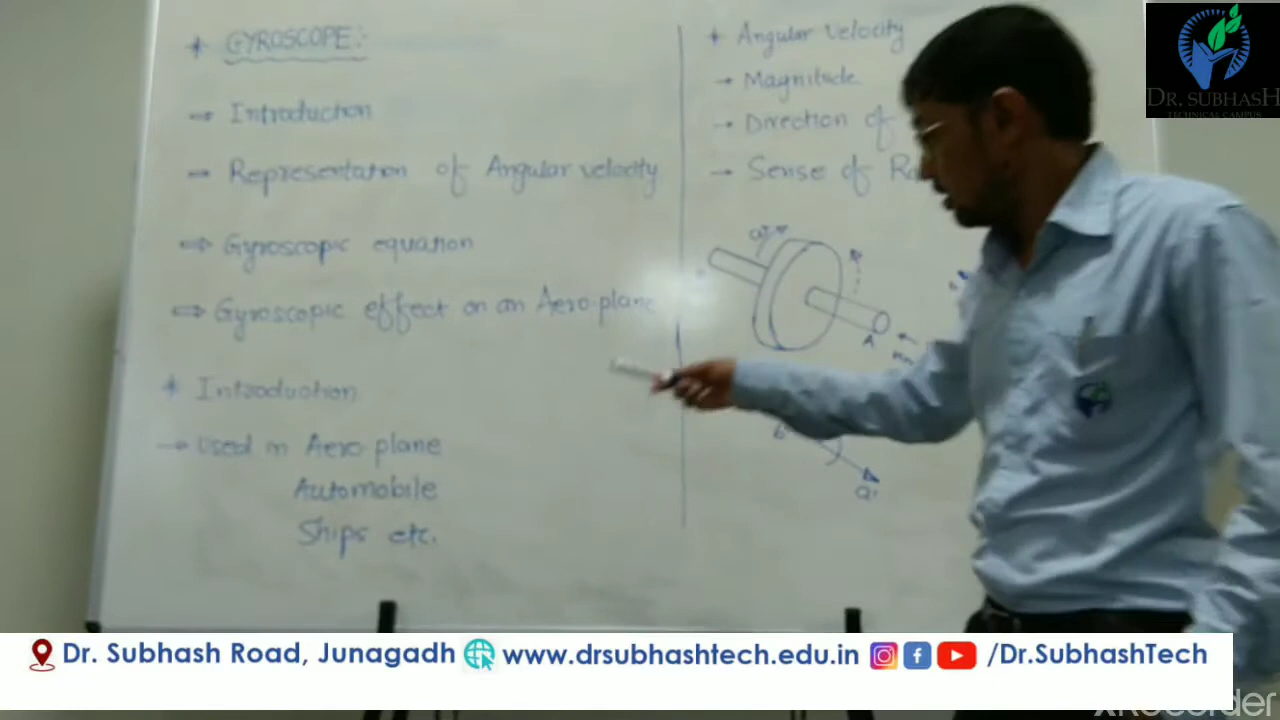 + GYROSCOPE:-
⇒ Introduction
→ Representation of Angular velocity
⇒ Gyroscopic equation
⇒ Gyroscopic effect on an Aero-plane
+ Introduction
→ Used in Aero-plane
Automobile
Ships etc.
+ Angular velocity
→ Magnitude
→ Direction of
→ Sense of
ω
A
a'
DR. SUBHASH
TECHNICAL CAMPUS
Dr. Subhash Road, Junagadh www.drsubhashtech.edu.in /Dr.SubhashTech